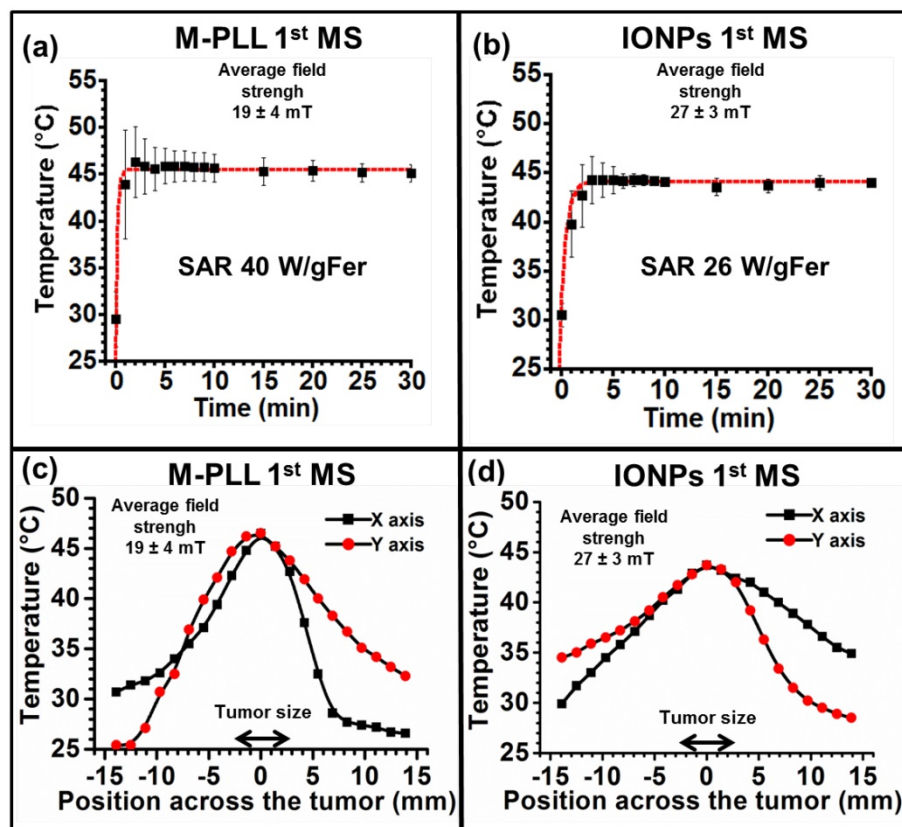 (a)
M-PLL 1st MS
Average field
strengh
19 ± 4 mT
SAR 40 W/gFer
Temperature (°C)
55
50
45
40
35
30
25
0 5 10 15 20 25 30
Time (min)
(b)
IONPs 1st MS
Average field
strengh
27 ± 3 mT
SAR 26 W/gFer
Temperature (°C)
55
50
45
40
35
30
25
0 5 10 15 20 25 30
Time (min)
(c)
M-PLL 1st MS
Average field
strengh
19 ± 4 mT
X axis
Y axis
Tumor size
Temperature (°C)
50
45
40
35
30
25
-15 -10 -5 0 5 10 15
Position across the tumor (mm)
(d)
IONPs 1st MS
Average field
strengh
27 ± 3 mT
X axis
Y axis
Tumor size
Temperature (°C)
50
45
40
35
30
25
-15 -10 -5 0 5 10 15
Position across the tumor (mm)